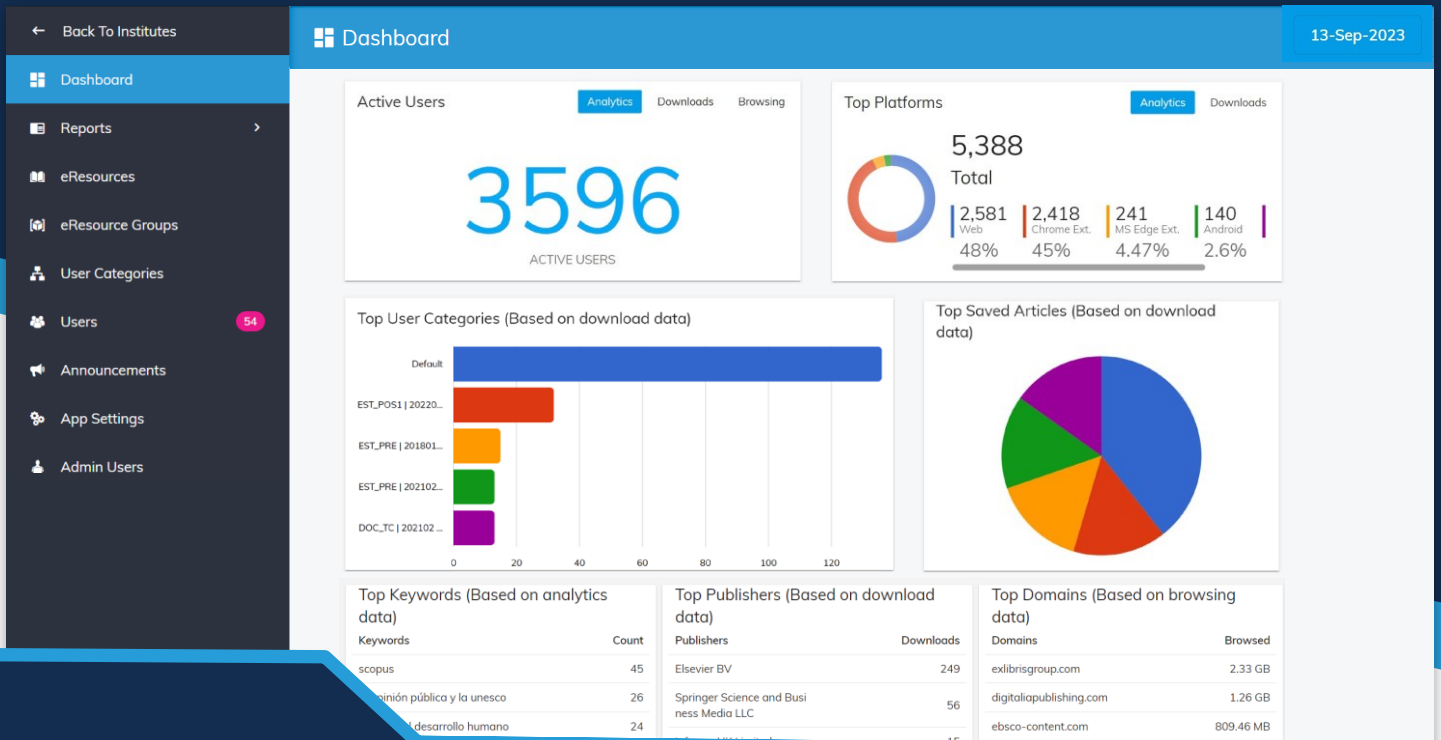 Back To Institutes
Dashboard
Reports
eResources
eResource Groups
User Categories
Users 54
Announcements
App Settings
Admin Users
Dashboard
13-Sep-2023
Active Users Analytics Downloads Browsing
3596
ACTIVE USERS
Top Platforms Analytics Downloads
5,388
Total
2,581 2,418 241 140
Web Chrome Ext. MS Edge Ext. Android
48% 45% 4.47% 2.6%
Top User Categories (Based on download data)
Default
EST_POS1 | 20220...
EST_PRE | 201801...
EST_PRE | 202102...
DOC_TC | 202102 ...
0 20 40 60 80 100 120
Top Saved Articles (Based on download
data)
Top Keywords (Based on analytics
data)
Keywords Count
scopus 45
pinión pública y la unesco 26
desarrollo humano 24
Top Publishers (Based on download
data)
Publishers Downloads
Elsevier BV 249
Springer Science and Busi
ness Media LLC 56
Top Domains (Based on browsing
data)
Domains Browsed
exlibrisgroup.com 2.33 GB
digitaliapublishing.com 1.26 GB
ebsco-content.com 809.46 MB